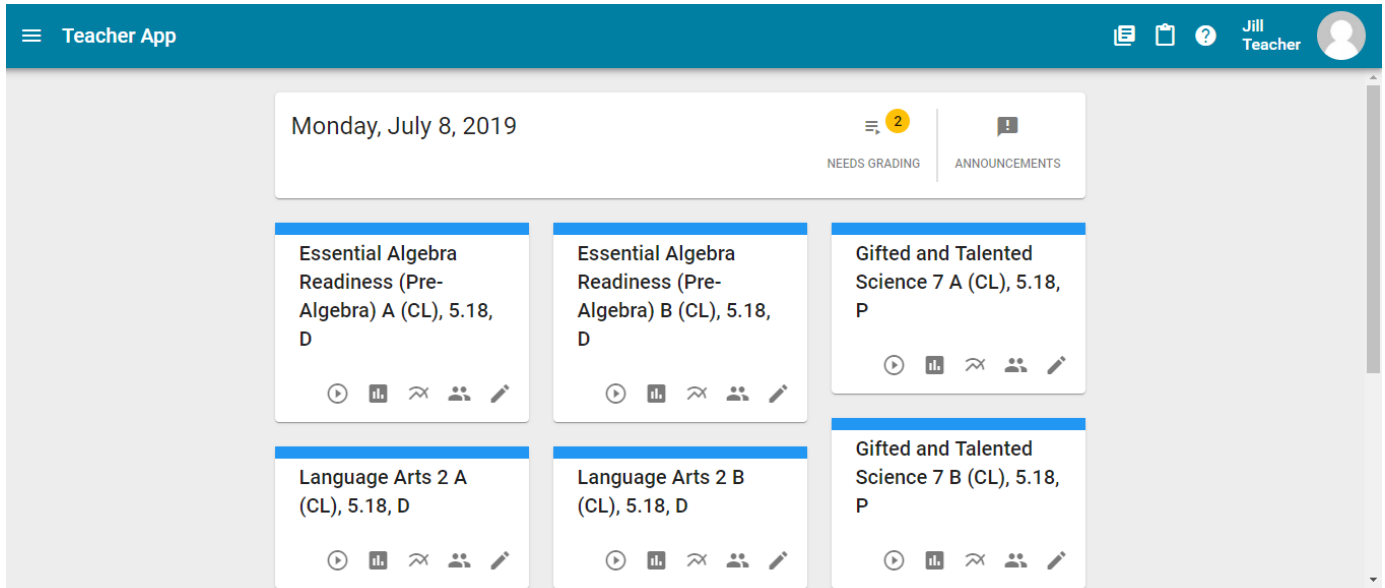 Teacher App
Jill
Teacher
Monday, July 8, 2019
2
NEEDS GRADING
ANNOUNCEMENTS
Essential Algebra
Readiness (Pre-
Algebra) A (CL), 5.18,
D
Essential Algebra
Readiness (Pre-
Algebra) B (CL), 5.18,
D
Gifted and Talented
Science 7 A (CL), 5.18,
P
Language Arts 2 A
(CL), 5.18, D
Language Arts 2 B
(CL), 5.18, D
Gifted and Talented
Science 7 B (CL), 5.18,
P